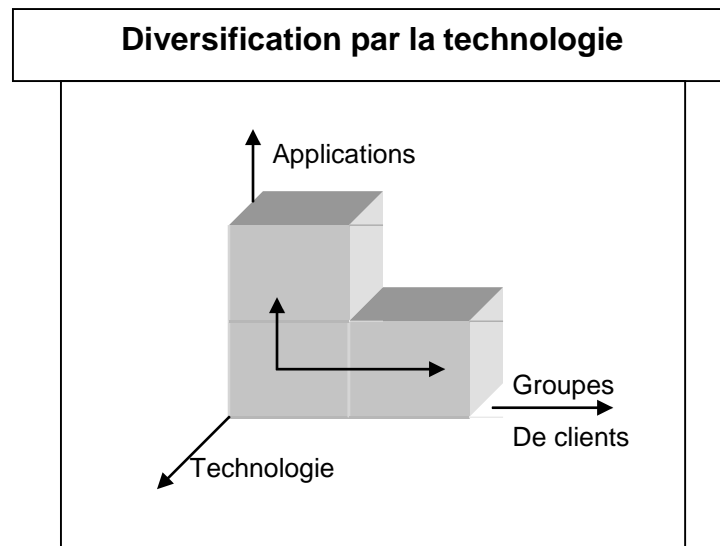 Diversification par la technologie
Applications
Groupes
De clients
Technologie